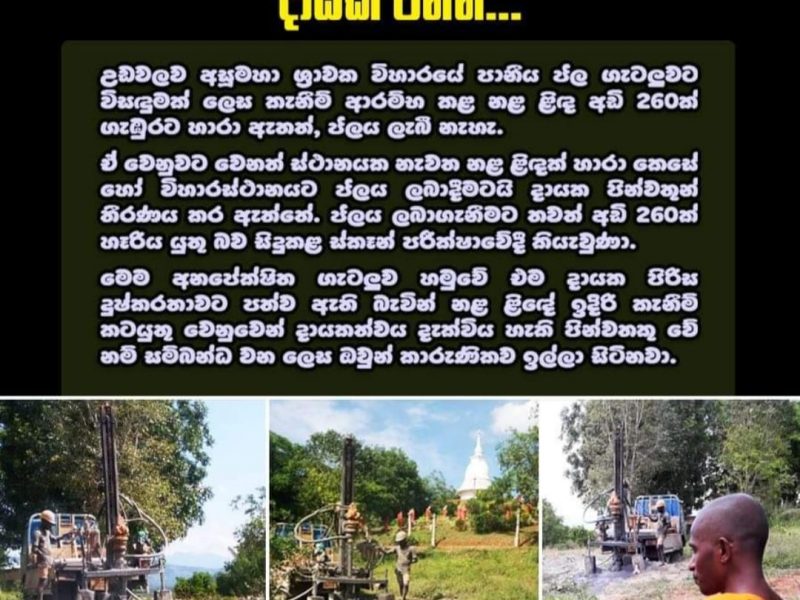 උඩවලව අසූමහා ශ්‍රාවක විහාරයේ පානීය ජල ගැටලුවට
විසඳුමක් ලෙස කැනීම් ආරම්භ කළ නළ ළිඳ අඩි 260ක්
ගැඹුරට හාරා ඇතත්, ජලය ලැබී නැහැ.
ඒ වෙනුවට වෙනත් ස්ථානයක නැවත නළ ළිඳක් හාරා කෙසේ
හෝ විහාරස්ථානයට ජලය ලබාදීමටයි දායක පින්වතුන්
තීරණය කර ඇත්තේ. ජලය ලබාගැනීමට තවත් අඩි 260ක්
හෑරිය යුතු බව සිදුකළ ස්කෑන් පරීක්ෂාවේදී කියැවුණා.
මෙම අනපේක්ෂිත ගැටලුව හමුවේ එම දායක පිරිස
දුෂ්කරතාවට පත්ව ඇති බැවින් නළ ළිඳේ ඉදිරි කැනීම්
කටයුතු වෙනුවෙන් දායකත්වය දැක්විය හැකි පින්වතකු වේ
නම් සම්බන්ධ වන ලෙස ඔවුන් කාරුණිකව ඉල්ලා සිටිනවා.